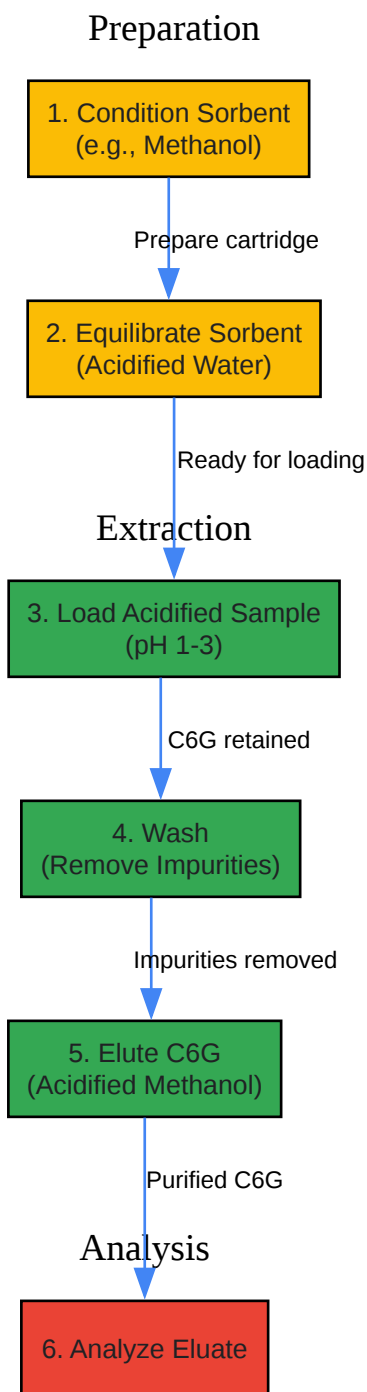 Preparation
1. Condition Sorbent
(e.g., Methanol)
Prepare cartridge
2. Equilibrate Sorbent
(Acidified Water)
Ready for loading
Extraction
3. Load Acidified Sample
(pH 1-3)
C6G retained
4. Wash
(Remove Impurities)
Impurities removed
5. Elute C6G
(Acidified Methanol)
Purified C6G
Analysis
6. Analyze Eluate